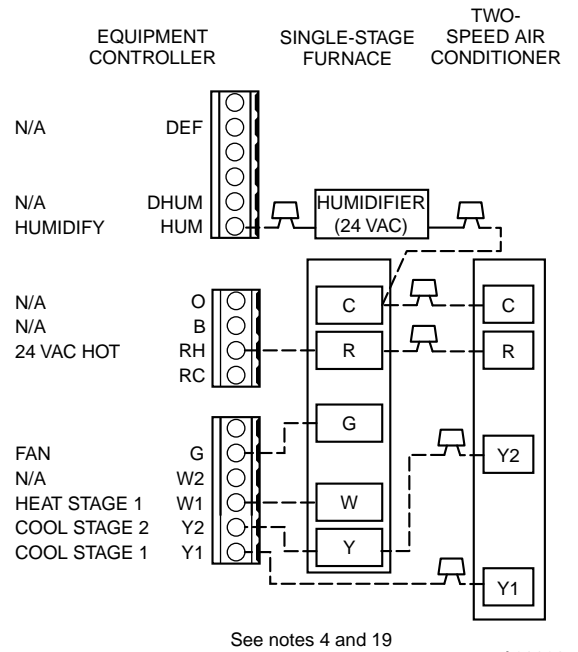 EQUIPMENT
CONTROLLER
SINGLE-STAGE
FURNACE
TWO-
SPEED AIR
CONDITIONER
N/A DEF
N/A DHUM
HUMIDIFY HUM
HUMIDIFIER
(24 VAC)
N/A O
N/A B
24 VAC HOT RH
RC
C C
R R
G
FAN G
N/A W2
HEAT STAGE 1 W1
COOL STAGE 2 Y2
COOL STAGE 1 Y1
W
Y
Y2
Y1
See notes 4 and 19